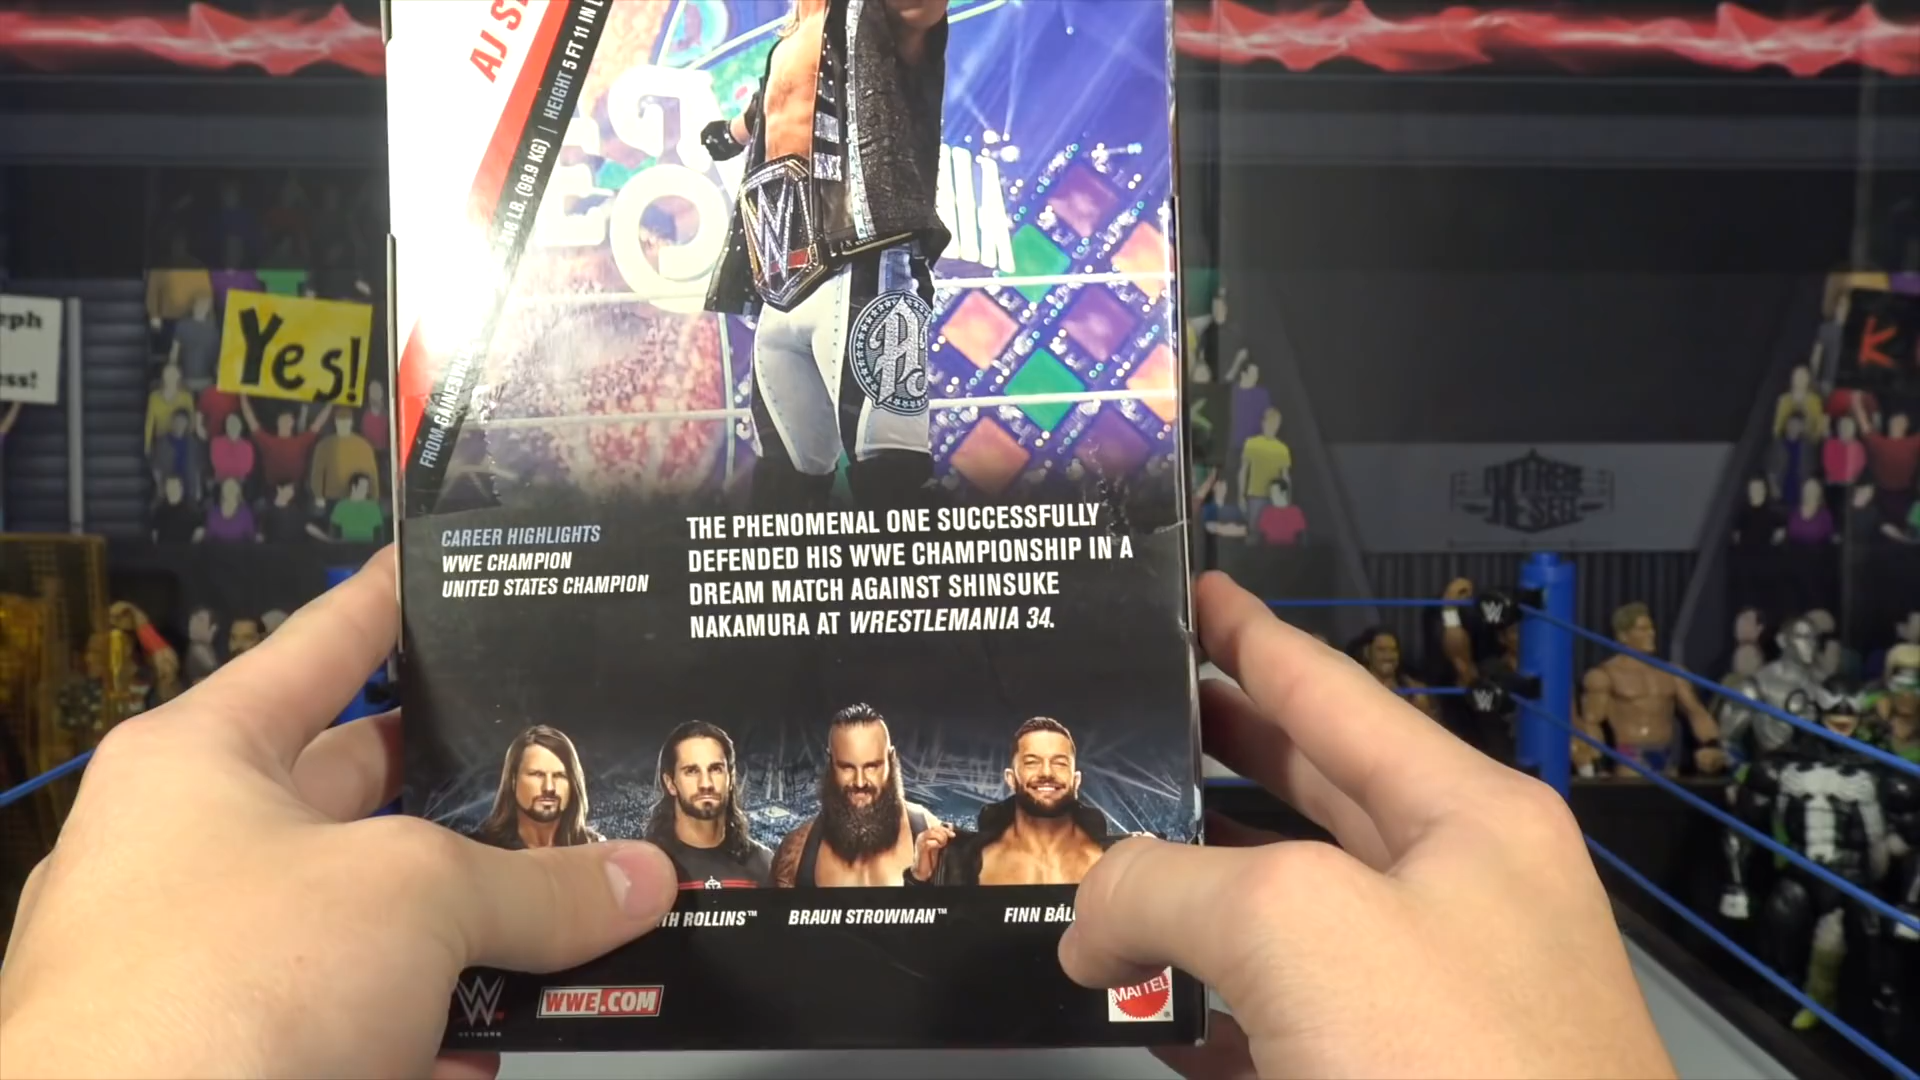 AJ
HEIGHT 5 FT 11 IN
LB. (98.9 KG)
FROM
Yes!
CAREER HIGHLIGHTS
WWE CHAMPION
UNITED STATES CHAMPION
THE PHENOMENAL ONE SUCCESSFULLY
DEFENDED HIS WWE CHAMPIONSHIP IN A
DREAM MATCH AGAINST SHINSUKE
NAKAMURA AT WRESTLEMANIA 34.
ROLLINS™
BRAUN STROWMAN™
FINN
W
NETWORK
WWE.COM
MATTEL